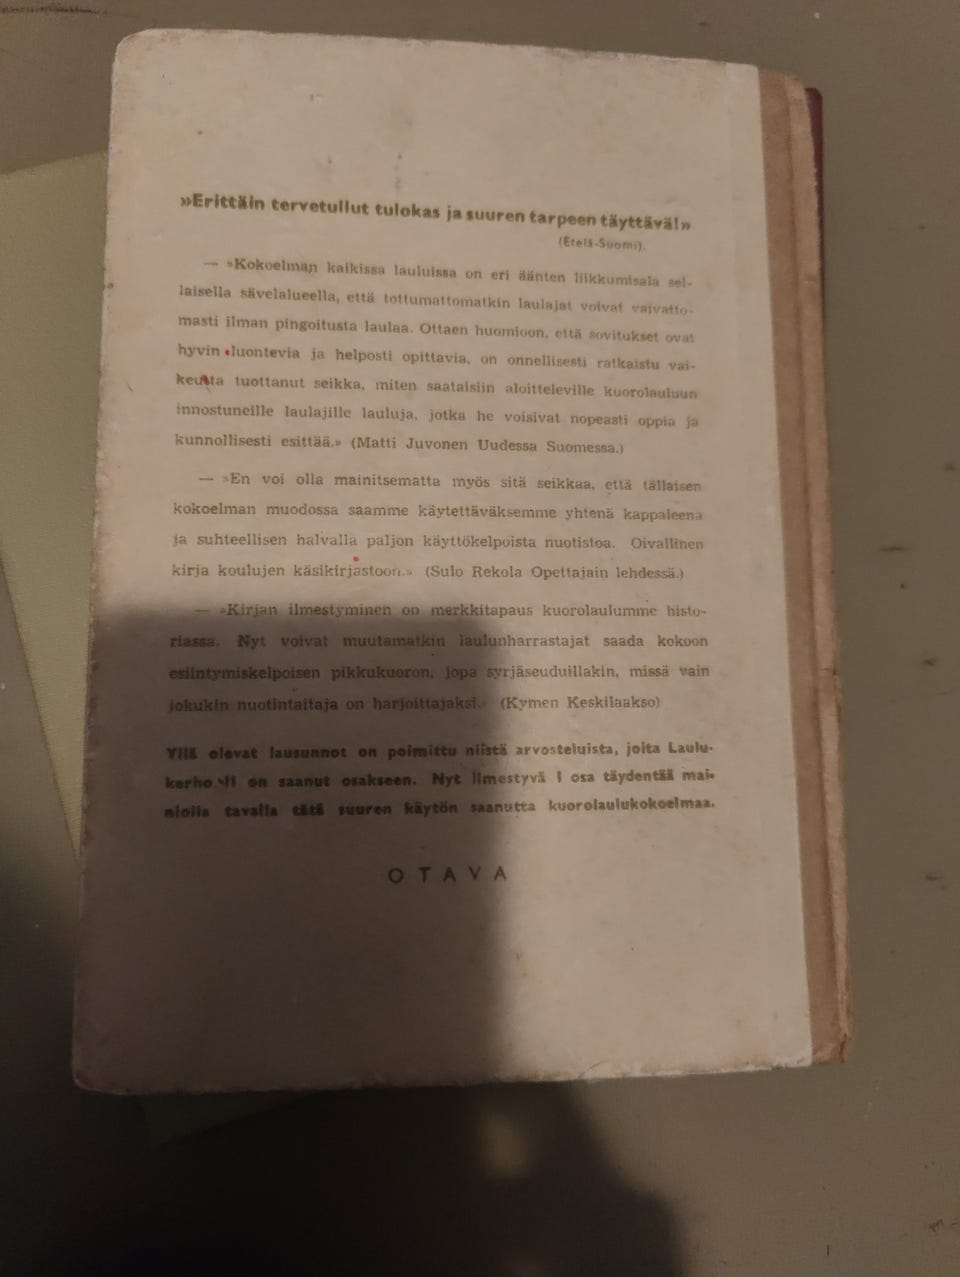 »Erittäin tervetullut tulokas ja suuren tarpeen täyttävä!»
(Etelä-Suomi).
— »Kokoelman kaikissa lauluissa on eri äänten liikkumisala sel-
laisella sävelalueella, että tottumattomatkin laulajat voivat vaivatto-
masti ilman pingoitusta laulaa. Ottaen huomioon, että sovitukset ovat
hyvin luontevia ja helposti opittavia, on onnellisesti ratkaistu vai-
keutta tuottanut seikka, miten saataisiin aloitteleville kuorolauluun
innostuneille laulajille lauluja, jotka he voisivat nopeasti oppia ja
kunnollisesti esittää.» (Matti Juvonen Uudessa Suomessa.)
— »En voi olla mainitsematta myös sitä seikkaa, että tällaisen
kokoelman muodossa saamme käytettäväksemme yhtenä kappaleena
ja suhteellisen halvalla paljon käyttökelpoista nuotistoa. Oivallinen
kirja koulujen käsikirjastoon.» (Sulo Rekola Opettajain lehdessä.)
— »Kirjan ilmestyminen on merkkitapaus kuorolaulumme histo-
riassa. Nyt voivat muutamatkin laulunharrastajat saada kokoon
esiintymiskelpoisen pikkukuoron, jopa syrjäseuduillakin, missä vain
jokukin nuotintaitaja on harjoittajaksi.» (Kymen Keskilaakso)
Yllä olevat lausunnot on poimittu niistä arvosteluista, joita Laulu-
kerho II on saanut osakseen. Nyt ilmestyvä I osa täydentää mai-
niolla tavalla tätä suuren käytön saanutta kuorolaulukokoelmaa.
OTAVA